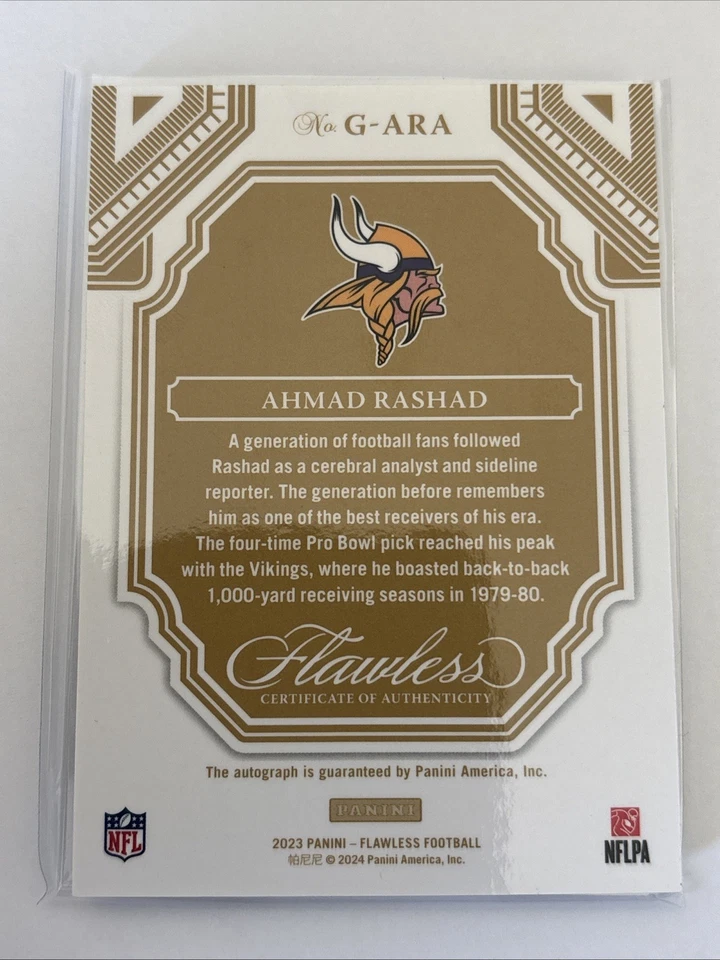 No. G-ARA
AHMAD RASHAD
A generation of football fans followed
Rashad as a cerebral analyst and sideline
reporter. The generation before remembers
him as one of the best receivers of his era.
The four-time Pro Bowl pick reached his peak
with the Vikings, where he boasted back-to-back
1,000-yard receiving seasons in 1979-80.
Flawless
CERTIFICATE OF AUTHENTICITY
The autograph is guaranteed by Panini America, Inc.
PANINI
NFL
2023 PANINI – FLAWLESS FOOTBALL
帕尼尼 © 2024 Panini America, Inc.
NFLPA